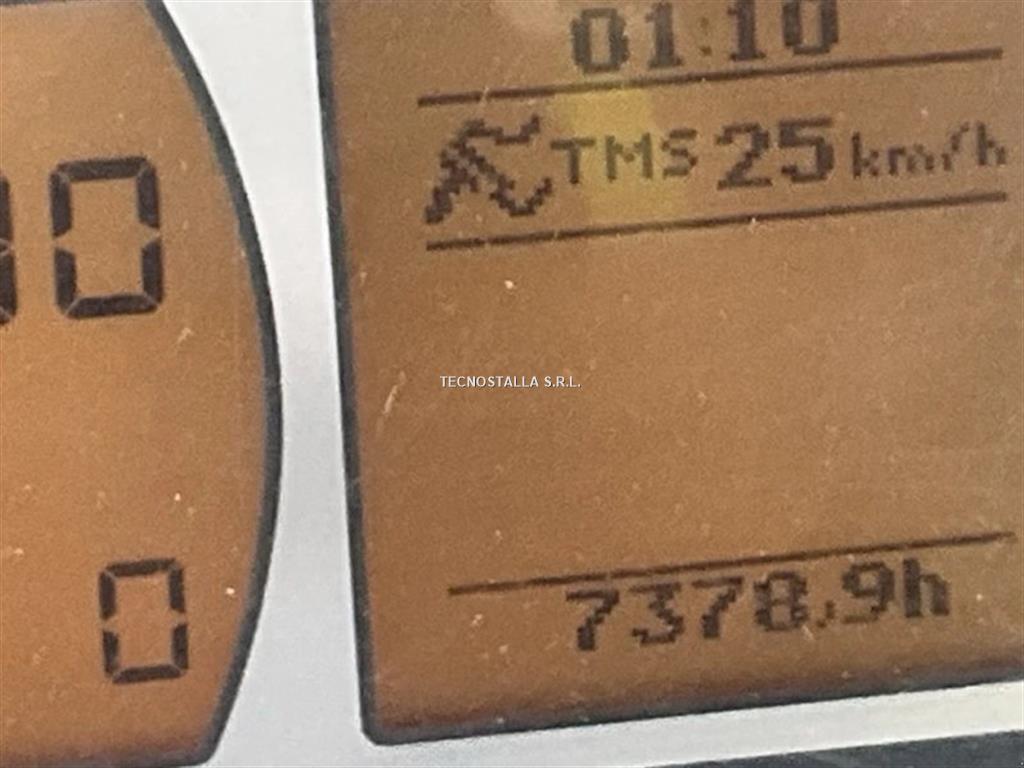 01:10
TMS 25 km/h
00
TECNOSTALLA S.R.L.
0
7378,9h